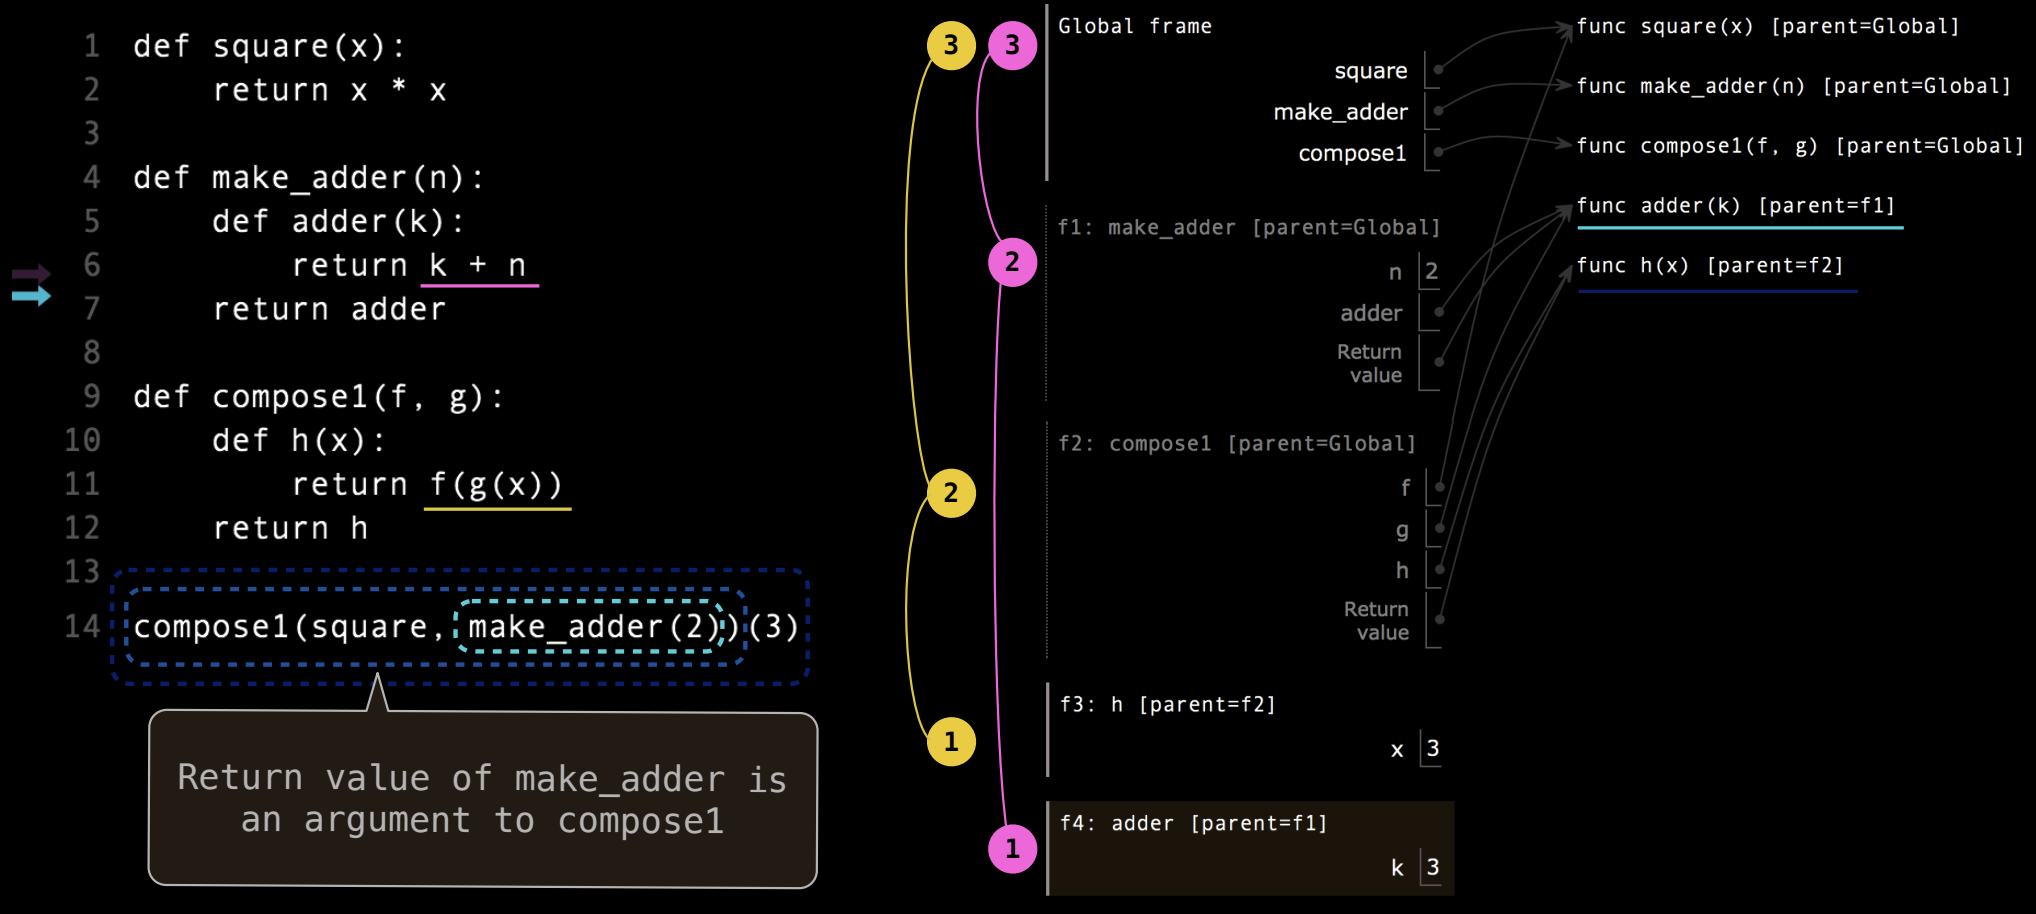 1 def square(x):
2     return x * x
3
4 def make_adder(n):
5     def adder(k):
6         return k + n
7     return adder
8
9 def compose1(f, g):
10     def h(x):
11         return f(g(x))
12     return h
13
14 compose1(square, make_adder(2))(3)
Return value of make_adder is
an argument to compose1
3
2
1
3
2
1
Global frame
square
make_adder
compose1
f1: make_adder [parent=Global]
n 2
adder
Return
value
f2: compose1 [parent=Global]
f
g
h
Return
value
f3: h [parent=f2]
x 3
f4: adder [parent=f1]
k 3
func square(x) [parent=Global]
func make_adder(n) [parent=Global]
func compose1(f, g) [parent=Global]
func adder(k) [parent=f1]
func h(x) [parent=f2]